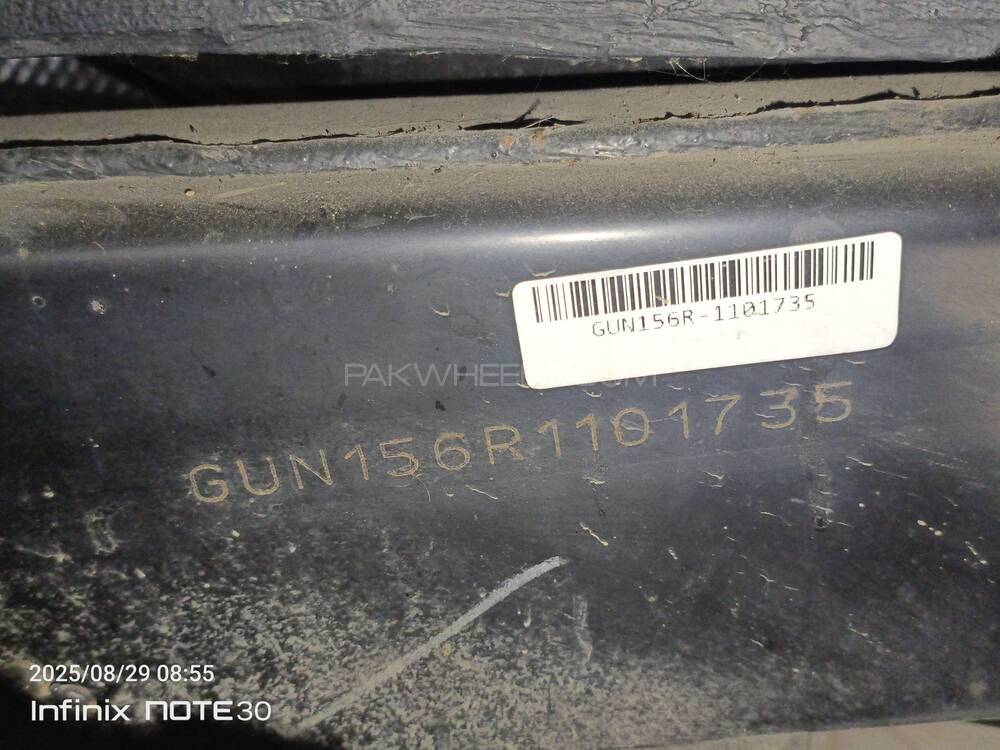 GUN156R-1101735
PAKWHEELS.COM
GUN156R1101735
2025/08/29 08:55
Infinix NOTE30